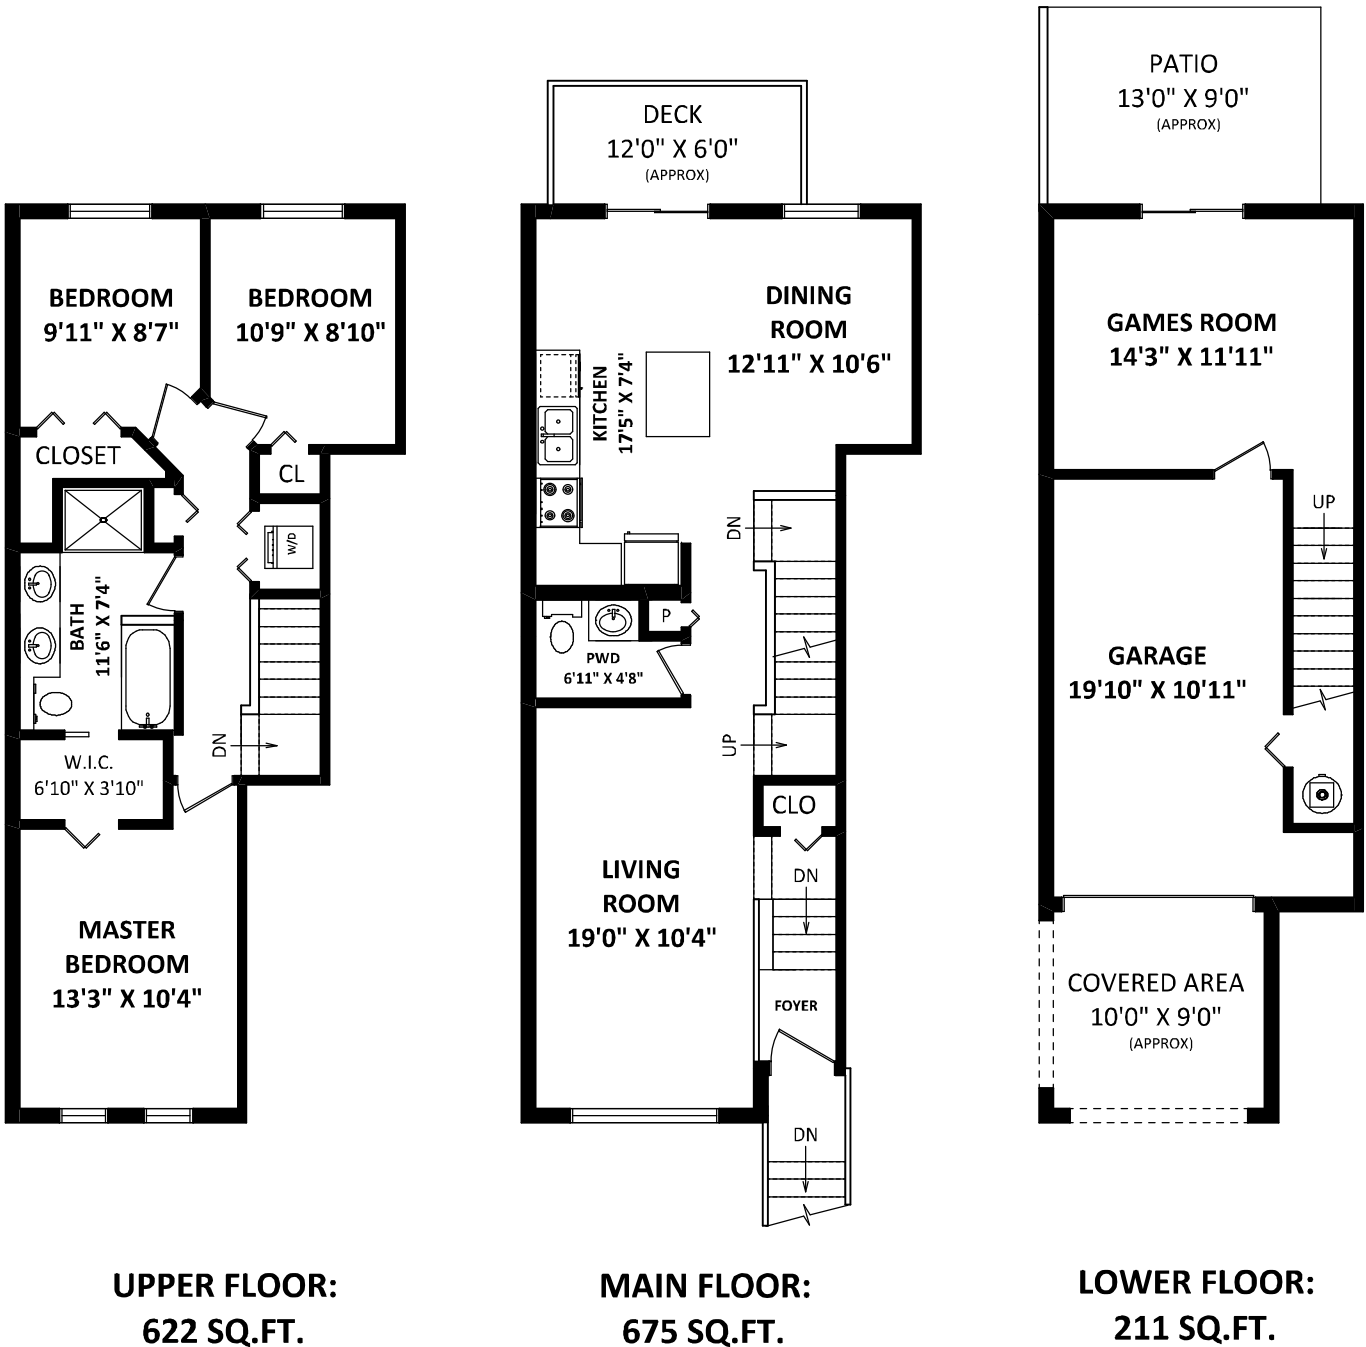 BEDROOM
9'11" X 8'7"
BEDROOM
10'9" X 8'10"
CLOSET
CL
W/D
BATH
11'6" X 7'4"
DN
W.I.C.
6'10" X 3'10"
MASTER
BEDROOM
13'3" X 10'4"
UPPER FLOOR:
622 SQ.FT.
DECK
12'0" X 6'0"
(APPROX)
DINING
ROOM
12'11" X 10'6"
KITCHEN
17'5" X 7'4"
DN
P
PWD
6'11" X 4'8"
UP
CLO
DN
LIVING
ROOM
19'0" X 10'4"
FOYER
DN
MAIN FLOOR:
675 SQ.FT.
PATIO
13'0" X 9'0"
(APPROX)
GAMES ROOM
14'3" X 11'11"
UP
GARAGE
19'10" X 10'11"
COVERED AREA
10'0" X 9'0"
(APPROX)
LOWER FLOOR:
211 SQ.FT.